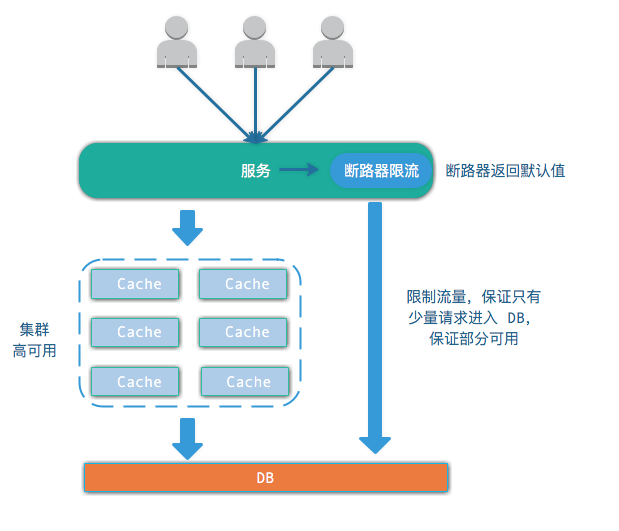 服务
断路器限流
断路器返回默认值
Cache
Cache
限制流量，保证只有
少量请求进入 DB，
保证部分可用
集群
高可用
Cache
Cache
Cache
Cache
DB